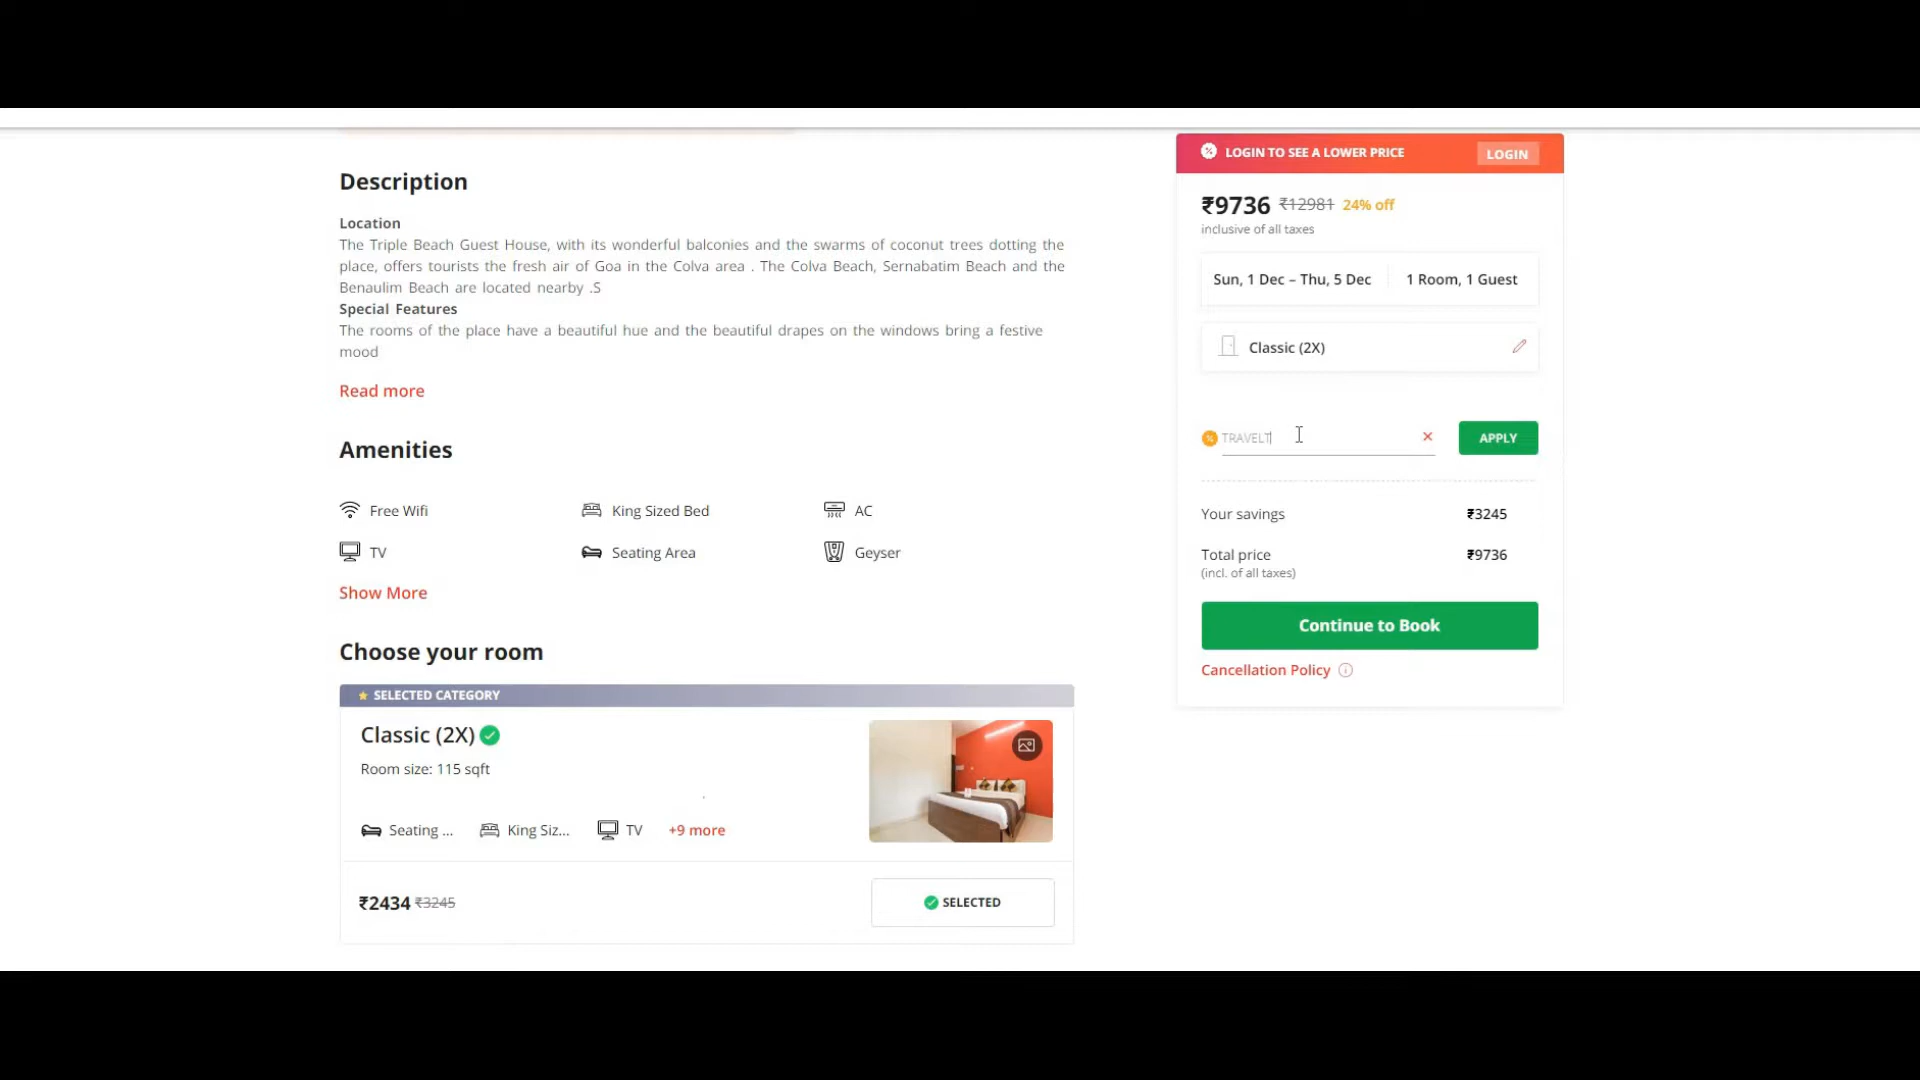 Description
Location
The Triple Beach Guest House, with its wonderful balconies and the swarms of coconut trees dotting the
place, offers tourists the fresh air of Goa in the Colva area . The Colva Beach, Sernabatim Beach and the
Benaulim Beach are located nearby .S
Special Features
The rooms of the place have a beautiful hue and the beautiful drapes on the windows bring a festive
mood
Read more
Amenities
Free Wifi
King Sized Bed
AC
TV
Seating Area
Geyser
Show More
Choose your room
SELECTED CATEGORY
Classic (2X)
Room size: 115 sqft
Seating ...
King Siz...
TV
+9 more
₹2434 ₹3245
SELECTED
LOGIN TO SEE A LOWER PRICE
LOGIN
₹9736 ₹12981 24% off
inclusive of all taxes
Sun, 1 Dec – Thu, 5 Dec
1 Room, 1 Guest
Classic (2X)
TRAVELT
APPLY
Your savings
₹3245
Total price
₹9736
(incl. of all taxes)
Continue to Book
Cancellation Policy